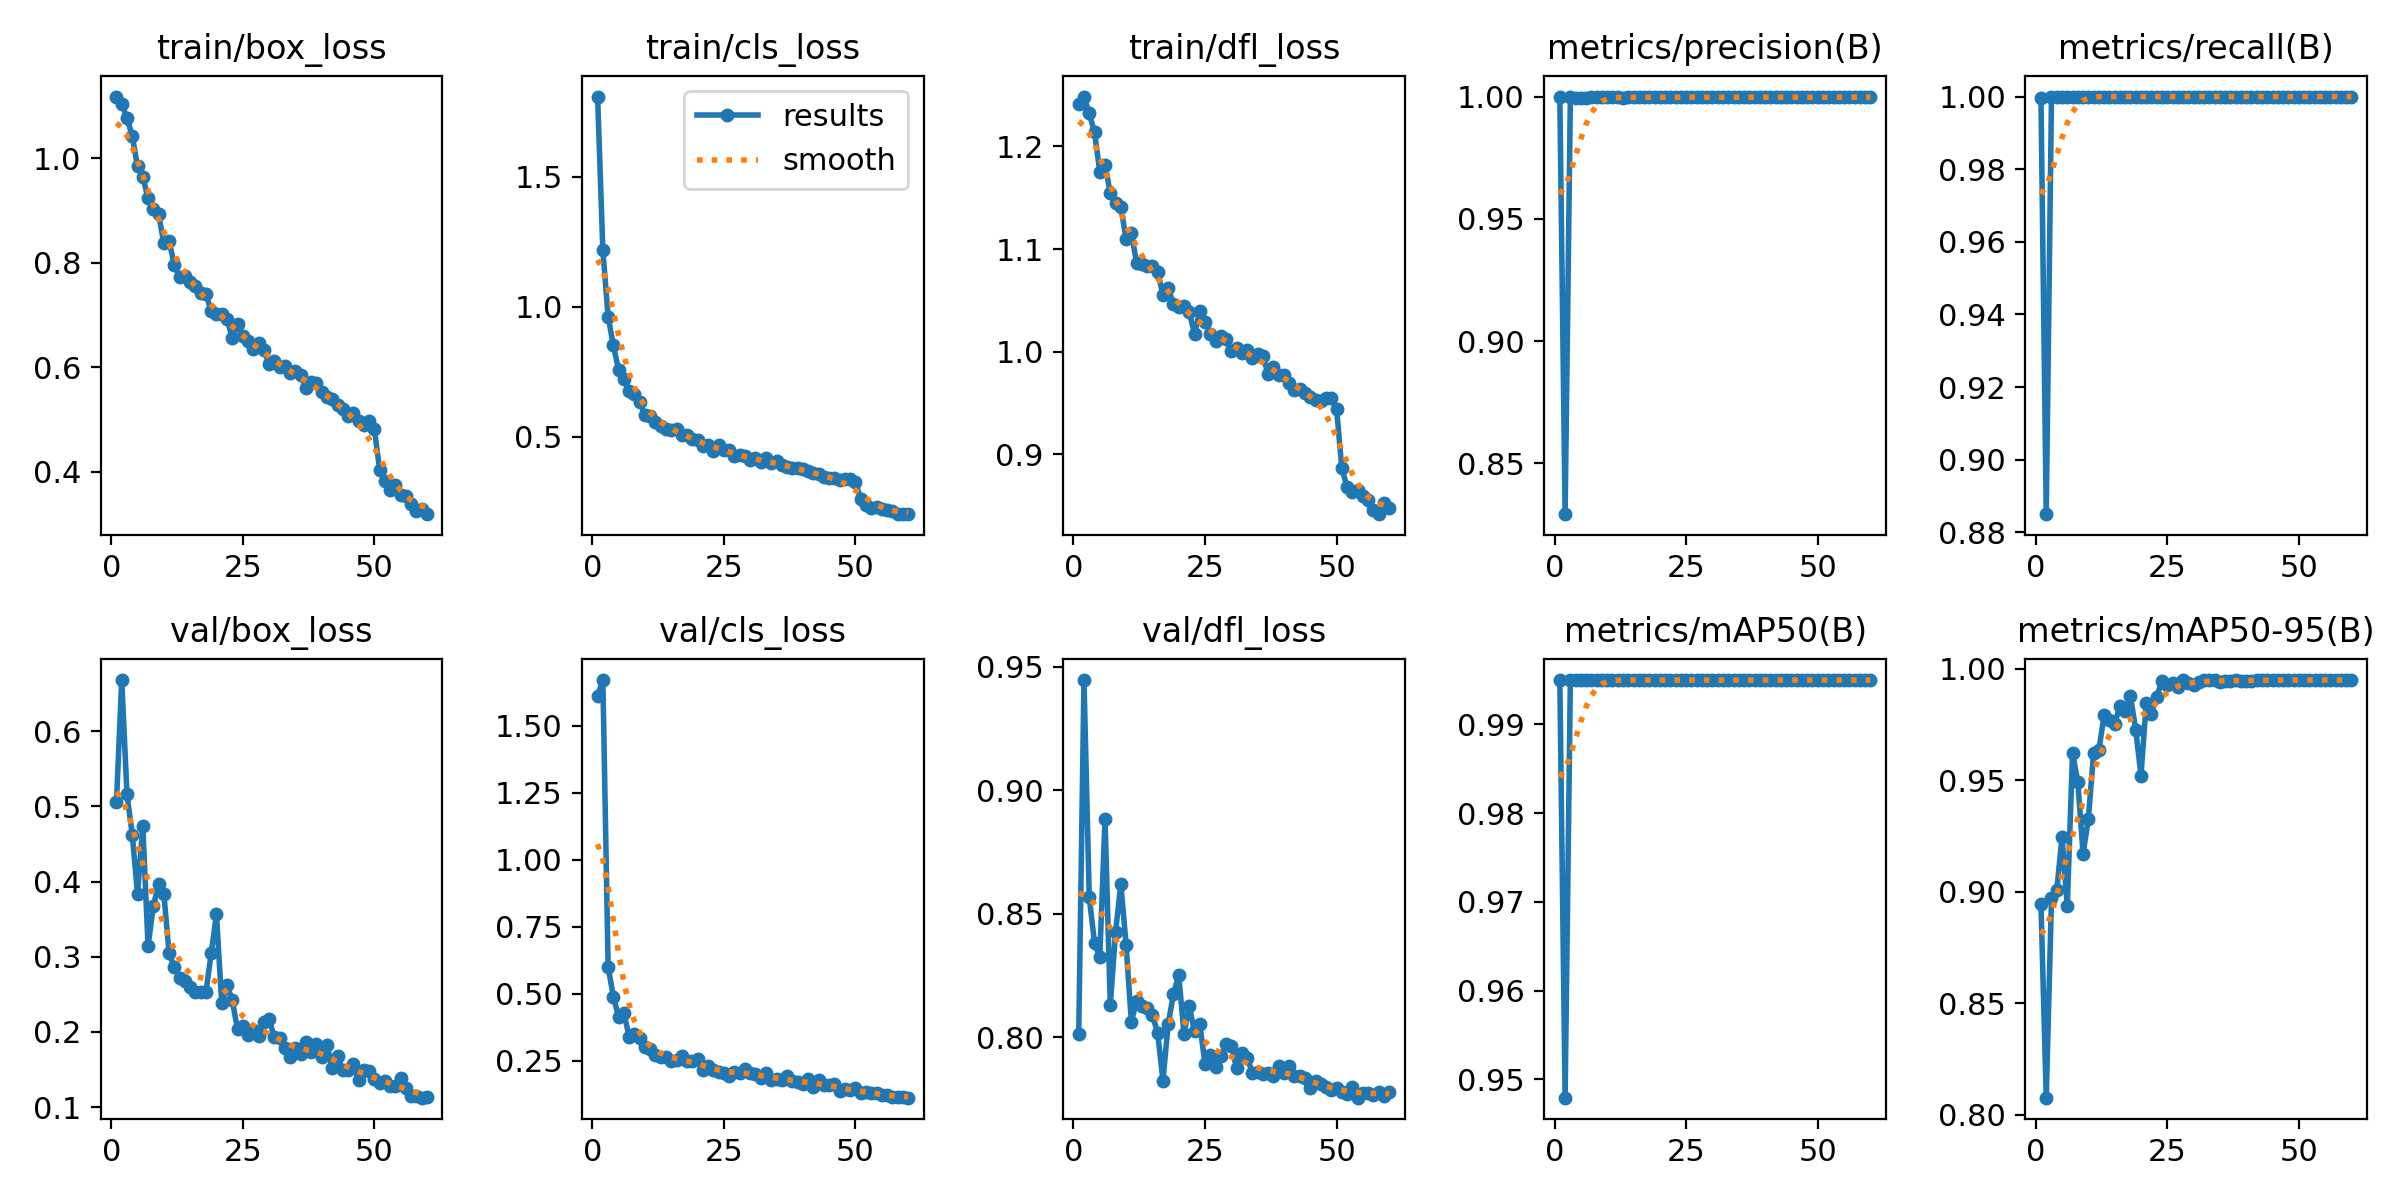 train/box_loss
1.0
0.8
0.6
0.4
0 25 50
train/cls_loss
results
smooth
1.5
1.0
0.5
0 25 50
train/dfl_loss
1.2
1.1
1.0
0.9
0 25 50
metrics/precision(B)
1.00
0.95
0.90
0.85
0 25 50
metrics/recall(B)
1.00
0.98
0.96
0.94
0.92
0.90
0.88
0 25 50
val/box_loss
0.6
0.5
0.4
0.3
0.2
0.1
0 25 50
val/cls_loss
1.50
1.25
1.00
0.75
0.50
0.25
0 25 50
val/dfl_loss
0.95
0.90
0.85
0.80
0 25 50
metrics/mAP50(B)
0.99
0.98
0.97
0.96
0.95
0 25 50
metrics/mAP50-95(B)
1.00
0.95
0.90
0.85
0.80
0 25 50